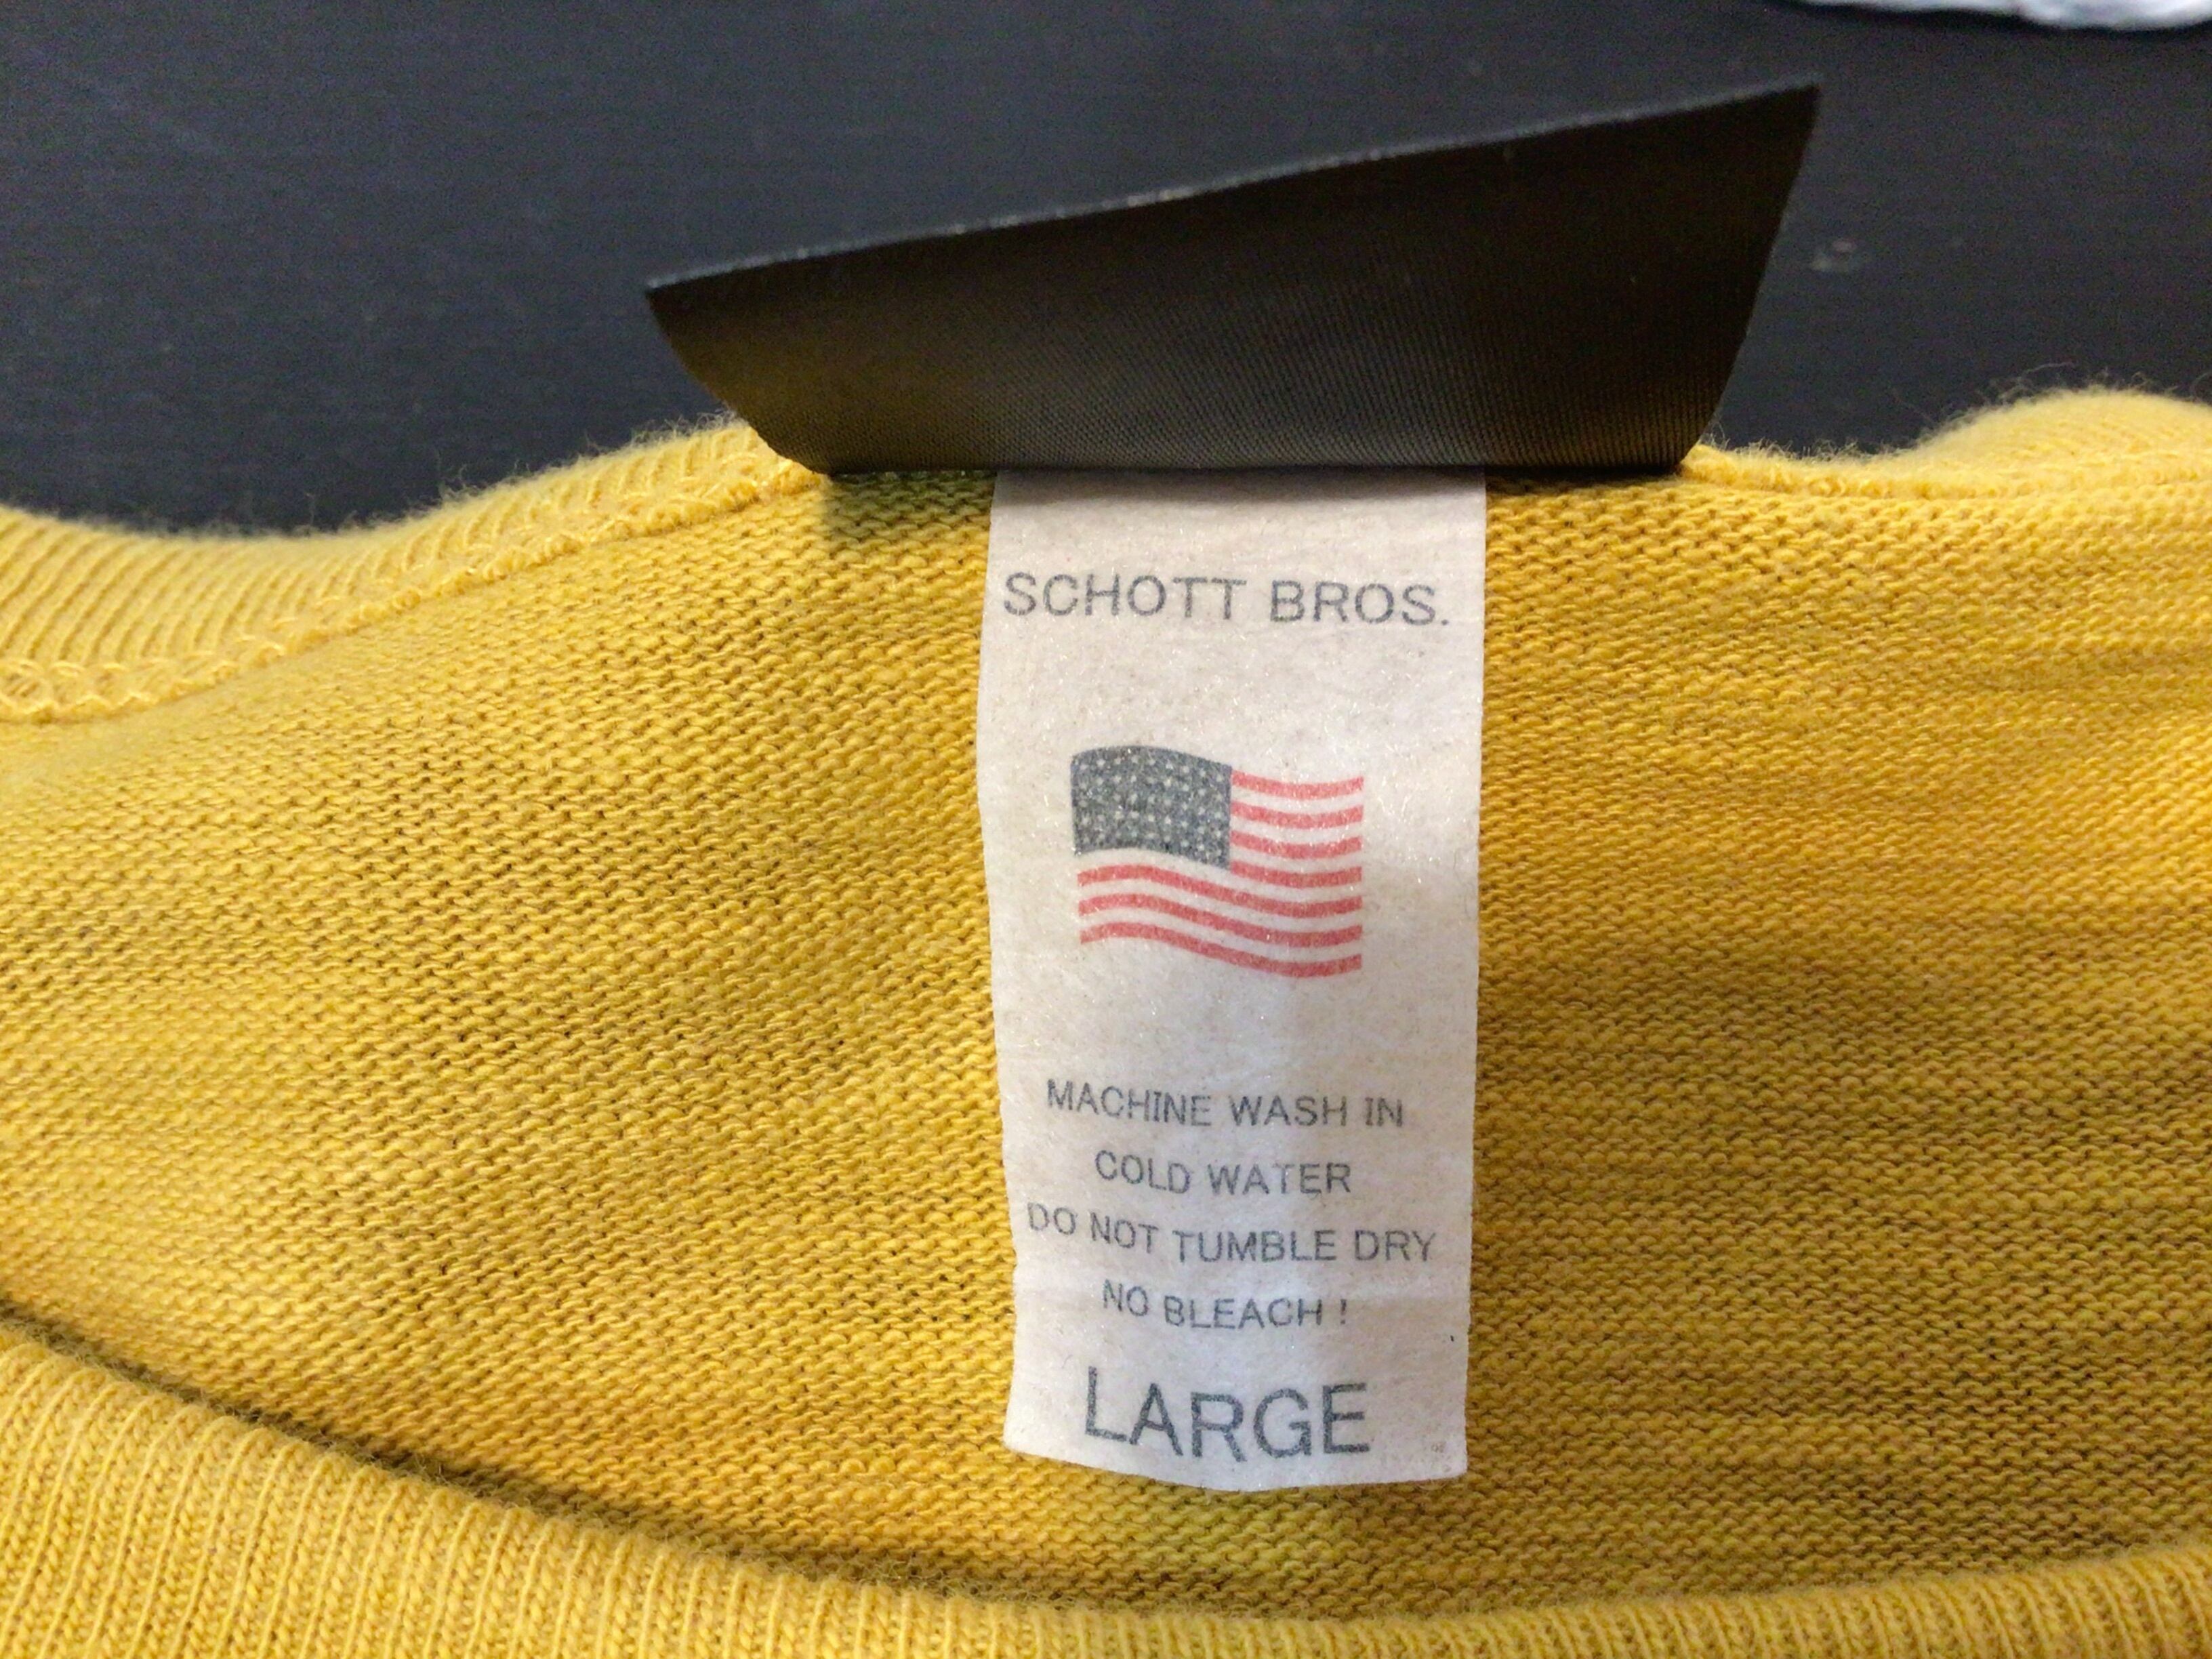 SCHOTT BROS.
MACHINE WASH IN
COLD WATER
DO NOT TUMBLE DRY
NO BLEACH !
LARGE